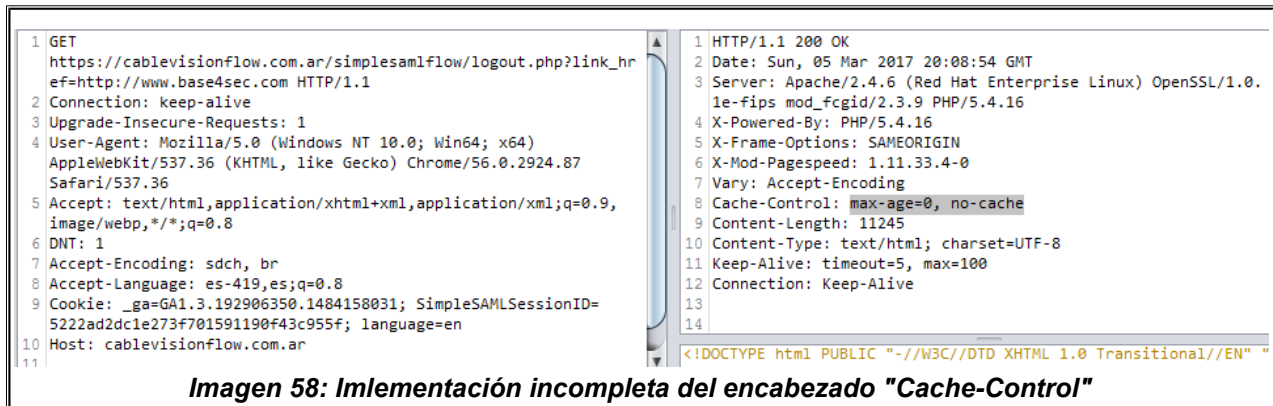 1 GET
https://cablevisionflow.com.ar/simplesamlflow/logout.php?link_hr
ef=http://www.base4sec.com HTTP/1.1
2 Connection: keep-alive
3 Upgrade-Insecure-Requests: 1
4 User-Agent: Mozilla/5.0 (Windows NT 10.0; Win64; x64)
AppleWebKit/537.36 (KHTML, like Gecko) Chrome/56.0.2924.87
Safari/537.36
5 Accept: text/html,application/xhtml+xml,application/xml;q=0.9,
image/webp,*/*;q=0.8
6 DNT: 1
7 Accept-Encoding: sdch, br
8 Accept-Language: es-419,es;q=0.8
9 Cookie: _ga=GA1.3.192906350.1484158031; SimpleSAMLSessionID=
5222ad2dc1e273f701591190f43c955f; language=en
10 Host: cablevisionflow.com.ar
11
1 HTTP/1.1 200 OK
2 Date: Sun, 05 Mar 2017 20:08:54 GMT
3 Server: Apache/2.4.6 (Red Hat Enterprise Linux) OpenSSL/1.0.
1e-fips mod_fcgid/2.3.9 PHP/5.4.16
4 X-Powered-By: PHP/5.4.16
5 X-Frame-Options: SAMEORIGIN
6 X-Mod-Pagespeed: 1.11.33.4-0
7 Vary: Accept-Encoding
8 Cache-Control: max-age=0, no-cache
9 Content-Length: 11245
10 Content-Type: text/html; charset=UTF-8
11 Keep-Alive: timeout=5, max=100
12 Connection: Keep-Alive
13
14
<!DOCTYPE html PUBLIC "-//W3C//DTD XHTML 1.0 Transitional//EN" "
Imagen 58: Imlementación incompleta del encabezado "Cache-Control"